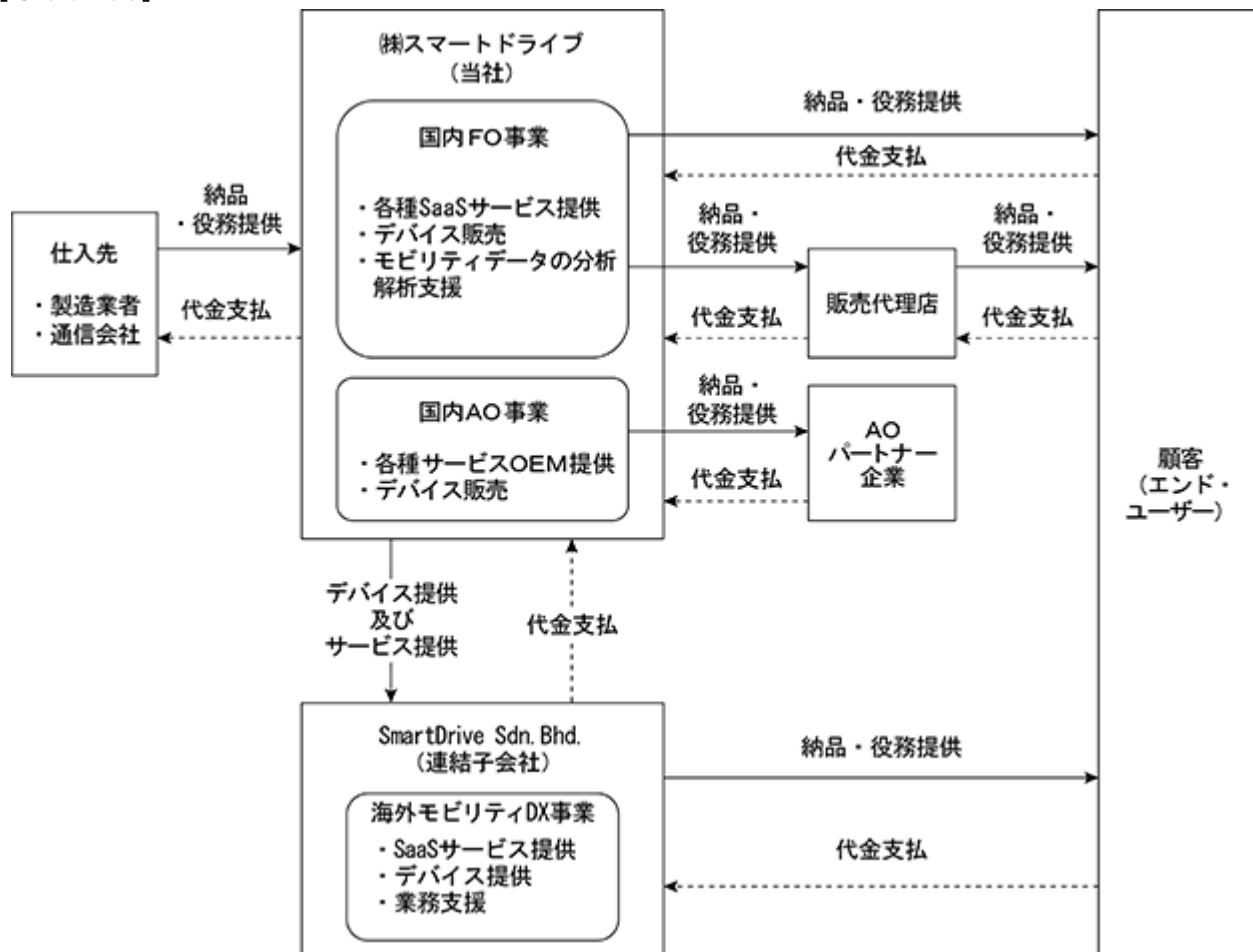 ㈱スマートドライブ
（当社）
国内FO事業
・各種SaaSサービス提供
・デバイス販売
・モビリティデータの分析
解析支援
納品
・役務提供
代金支払
仕入先
・製造業者
・通信会社
納品・役務提供
代金支払
納品・
役務提供
代金支払
販売代理店
納品・
役務提供
代金支払
国内AO事業
・各種サービスOEM提供
・デバイス販売
納品・
役務提供
代金支払
AO
パートナー
企業
顧客
（エンド・
ユーザー）
デバイス提供
及び
サービス提供
代金支払
SmartDrive Sdn.Bhd.
（連結子会社）
海外モビリティDX事業
・SaaSサービス提供
・デバイス提供
・業務支援
納品・役務提供
代金支払